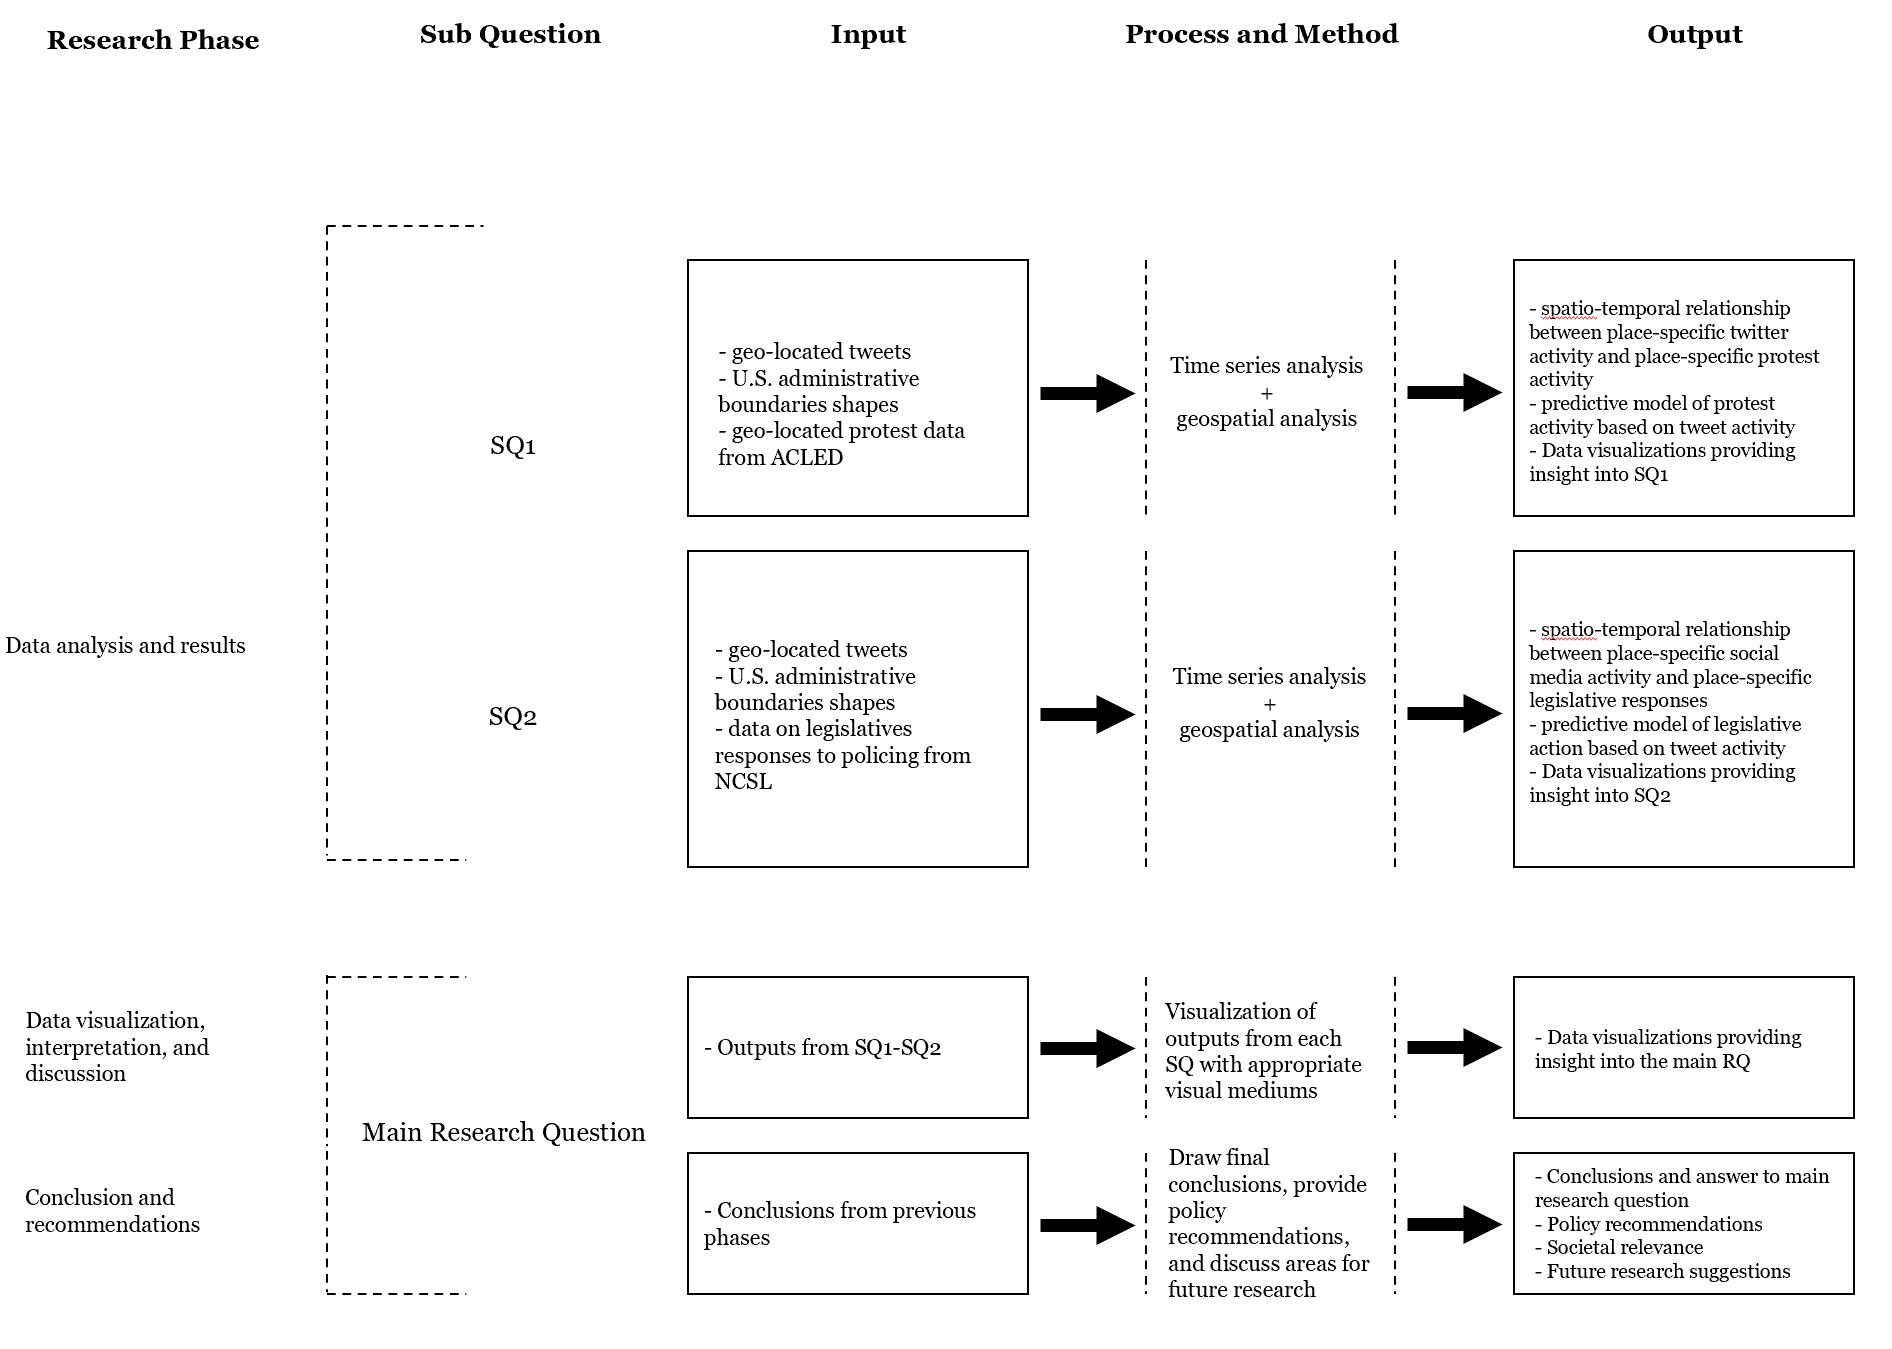 Research Phase
Sub Question
Input
Process and Method
Output
Data analysis and results
SQ1
- geo-located tweets
- U.S. administrative
boundaries shapes
- geo-located protest data
from ACLED
Time series analysis
+
geospatial analysis
- spatio-temporal relationship
between place-specific twitter
activity and place-specific protest
activity
- predictive model of protest
activity based on tweet activity
- Data visualizations providing
insight into SQ1
SQ2
- geo-located tweets
- U.S. administrative
boundaries shapes
- data on legislatives
responses to policing from
NCSL
Time series analysis
+
geospatial analysis
- spatio-temporal relationship
between place-specific social
media activity and place-specific
legislative responses
- predictive model of legislative
action based on tweet activity
- Data visualizations providing
insight into SQ2
Data visualization,
interpretation, and
discussion
Main Research Question
- Outputs from SQ1-SQ2
Visualization of
outputs from each
SQ with appropriate
visual mediums
- Data visualizations providing
insight into the main RQ
Conclusion and
recommendations
- Conclusions from previous
phases
Draw final
conclusions, provide
policy
recommendations,
and discuss areas for
future research
- Conclusions and answer to main
research question
- Policy recommendations
- Societal relevance
- Future research suggestions